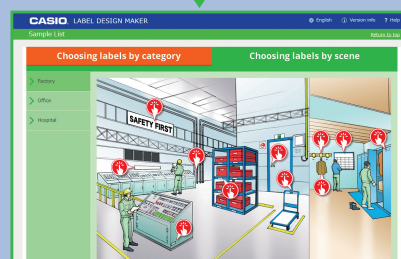 CASIO. LABEL DESIGN MAKER
English
Version info
? Help
Sample List
Return to top
Choosing labels by category
Choosing labels by scene
Factory
Office
Hospital
SAFETY FIRST